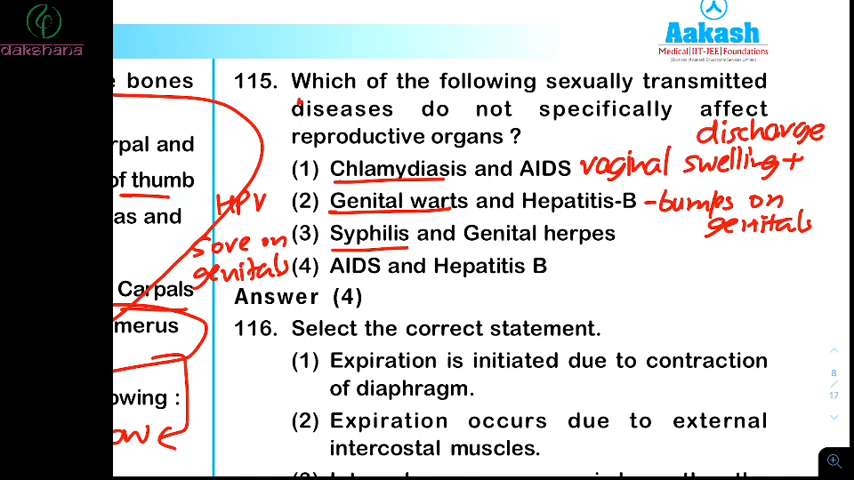 dakshana
Aakash
Medical|IIT-JEE|Foundations
bones
rpal and
of thumb
as and
Carpals
merus
owing :
HPV
sore on
genitals
115. Which of the following sexually transmitted
diseases do not specifically affect
reproductive organs ?
discharge
(1) Chlamydiasis and AIDS vaginal swelling +
(2) Genital warts and Hepatitis-B - bumps on
genitals
(3) Syphilis and Genital herpes
(4) AIDS and Hepatitis B
Answer (4)
116. Select the correct statement.
(1) Expiration is initiated due to contraction
of diaphragm.
(2) Expiration occurs due to external
intercostal muscles.
8
17